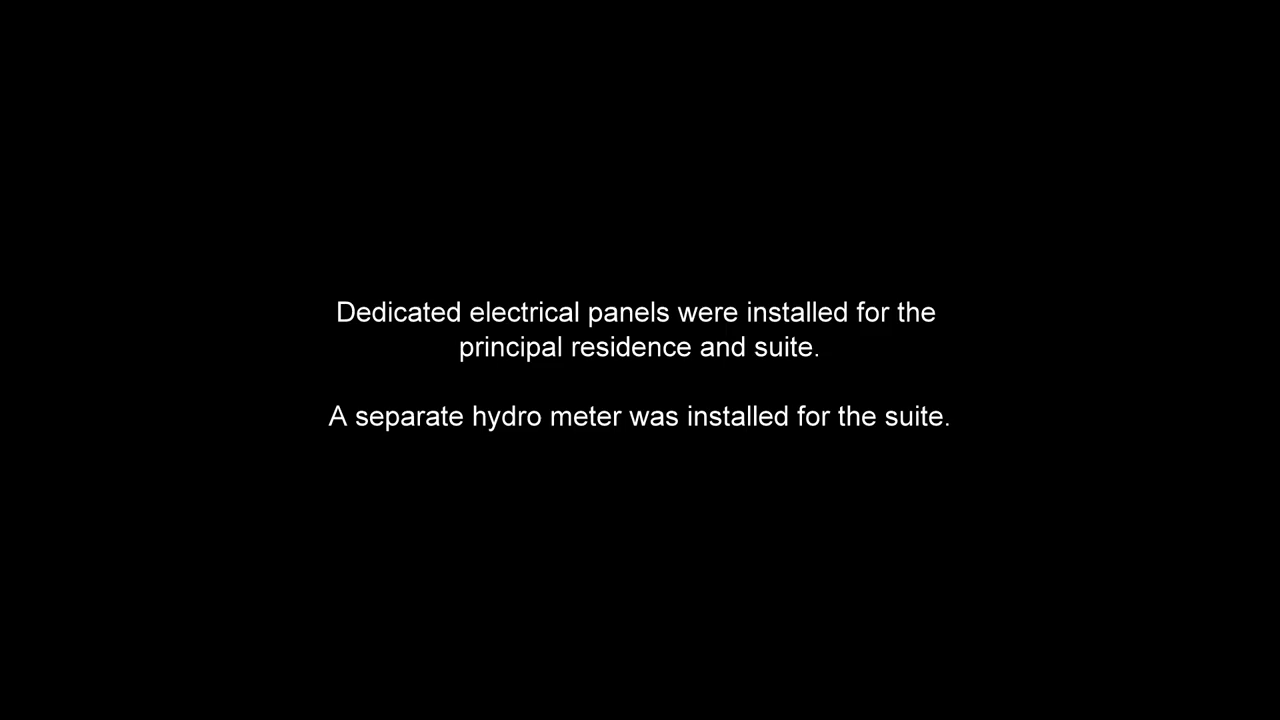 Dedicated electrical panels were installed for the
principal residence and suite.
A separate hydro meter was installed for the suite.